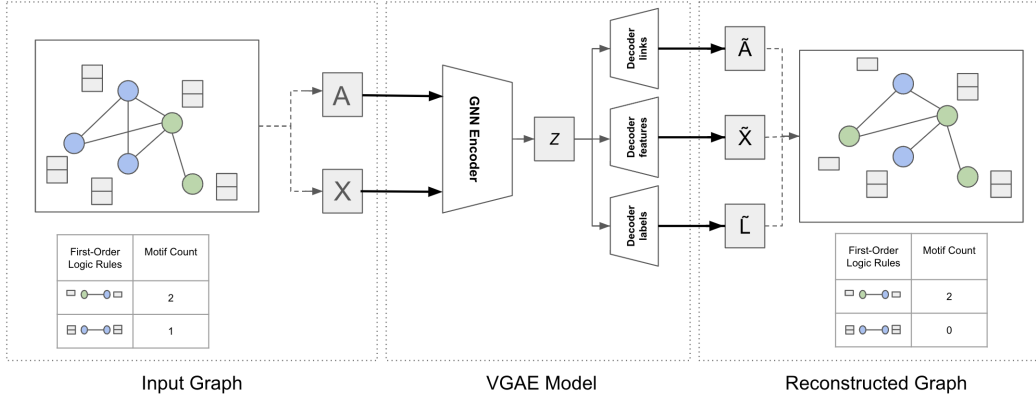 A
X
GNN Encoder
Z
Decoder
links
Decoder
features
Decoder
labels
Ã
X̃
L̃
First-Order
Logic Rules
Motif Count
2
1
First-Order
Logic Rules
Motif Count
2
0
Input Graph
VGAE Model
Reconstructed Graph